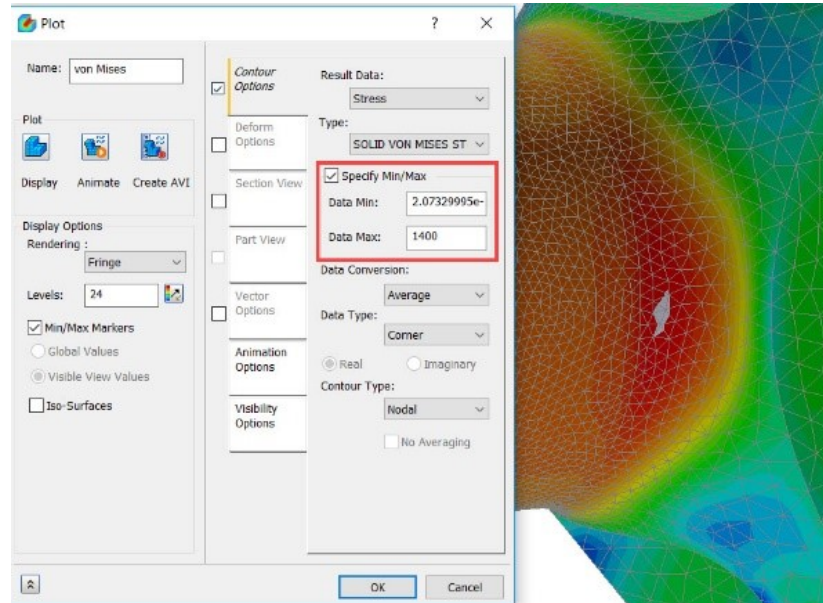 Plot
?
Name: von Mises
Plot
Display Animate Create AVI
Display Options
Rendering :
Fringe
Levels: 24
Min/Max Markers
Global Values
Visible View Values
Iso-Surfaces
Contour
Options
Deform
Options
Section View
Part View
Vector
Options
Animation
Options
Visibility
Options
Result Data:
Stress
Type:
SOLID VON MISES ST
Specify Min/Max
Data Min: 2.07329995e-
Data Max: 1400
Data Conversion:
Average
Data Type:
Corner
Real Imaginary
Contour Type:
Nodal
No Averaging
OK Cancel